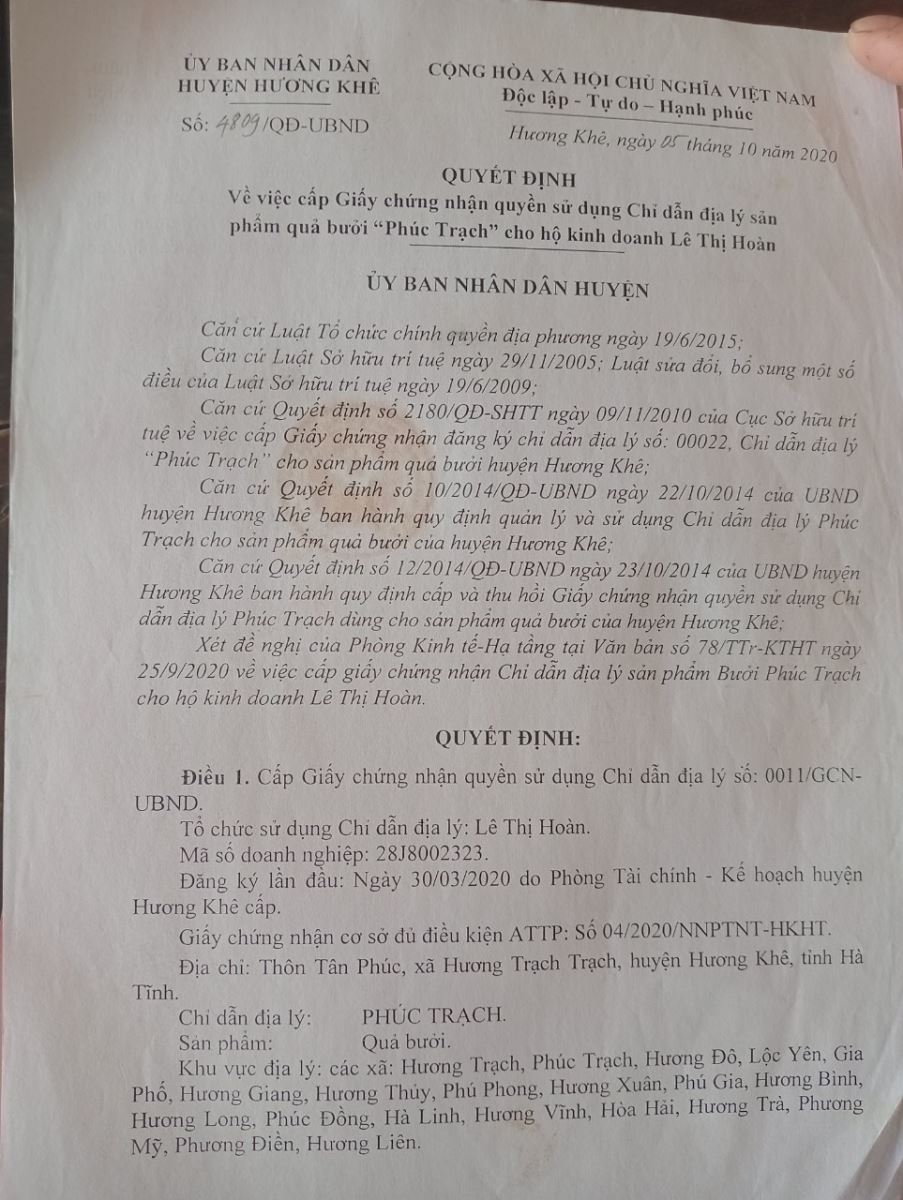 ỦY BAN NHÂN DÂN
HUYỆN HƯƠNG KHÊ
Số: 4809/QĐ-UBND
CỘNG HÒA XÃ HỘI CHỦ NGHĨA VIỆT NAM
Độc lập - Tự do – Hạnh phúc
Hương Khê, ngày 05 tháng 10 năm 2020
QUYẾT ĐỊNH
Về việc cấp Giấy chứng nhận quyền sử dụng Chỉ dẫn địa lý sản
phẩm quả bưởi “Phúc Trạch” cho hộ kinh doanh Lê Thị Hoàn
ỦY BAN NHÂN DÂN HUYỆN
Căn cứ Luật Tổ chức chính quyền địa phương ngày 19/6/2015;
Căn cứ Luật Sở hữu trí tuệ ngày 29/11/2005; Luật sửa đổi, bổ sung một số
điều của Luật Sở hữu trí tuệ ngày 19/6/2009;
Căn cứ Quyết định số 2180/QĐ-SHTT ngày 09/11/2010 của Cục Sở hữu trí
tuệ về việc cấp Giấy chứng nhận đăng ký chỉ dẫn địa lý số: 00022, Chỉ dẫn địa lý
“Phúc Trạch” cho sản phẩm quả bưởi huyện Hương Khê;
Căn cứ Quyết định số 10/2014/QĐ-UBND ngày 22/10/2014 của UBND
huyện Hương Khê ban hành quy định quản lý và sử dụng Chỉ dẫn địa lý Phúc
Trạch cho sản phẩm quả bưởi của huyện Hương Khê;
Căn cứ Quyết định số 12/2014/QĐ-UBND ngày 23/10/2014 của UBND huyện
Hương Khê ban hành quy định cấp và thu hồi Giấy chứng nhận quyền sử dụng Chỉ
dẫn địa lý Phúc Trạch dùng cho sản phẩm quả bưởi của huyện Hương Khê;
Xét đề nghị của Phòng Kinh tế-Hạ tầng tại Văn bản số 78/TTr-KTHT ngày
25/9/2020 về việc cấp giấy chứng nhận Chỉ dẫn địa lý sản phẩm Bưởi Phúc Trạch
cho hộ kinh doanh Lê Thị Hoàn.
QUYẾT ĐỊNH:
Điều 1. Cấp Giấy chứng nhận quyền sử dụng Chỉ dẫn địa lý số: 0011/GCN-
UBND.
Tổ chức sử dụng Chỉ dẫn địa lý: Lê Thị Hoàn.
Mã số doanh nghiệp: 28J8002323.
Đăng ký lần đầu: Ngày 30/03/2020 do Phòng Tài chính - Kế hoạch huyện
Hương Khê cấp.
Giấy chứng nhận cơ sở đủ điều kiện ATTP: Số 04/2020/NNPTNT-HKHT.
Địa chỉ: Thôn Tân Phúc, xã Hương Trạch Trạch, huyện Hương Khê, tỉnh Hà
Tĩnh.
Chỉ dẫn địa lý: PHÚC TRẠCH.
Sản phẩm: Quả bưởi.
Khu vực địa lý: các xã: Hương Trạch, Phúc Trạch, Hương Đô, Lộc Yên, Gia
Phố, Hương Giang, Hương Thủy, Phú Phong, Hương Xuân, Phú Gia, Hương Bình,
Hương Long, Phúc Đồng, Hà Linh, Hương Vĩnh, Hòa Hải, Hương Trà, Phương
Mỹ, Phương Điền, Hương Liên.